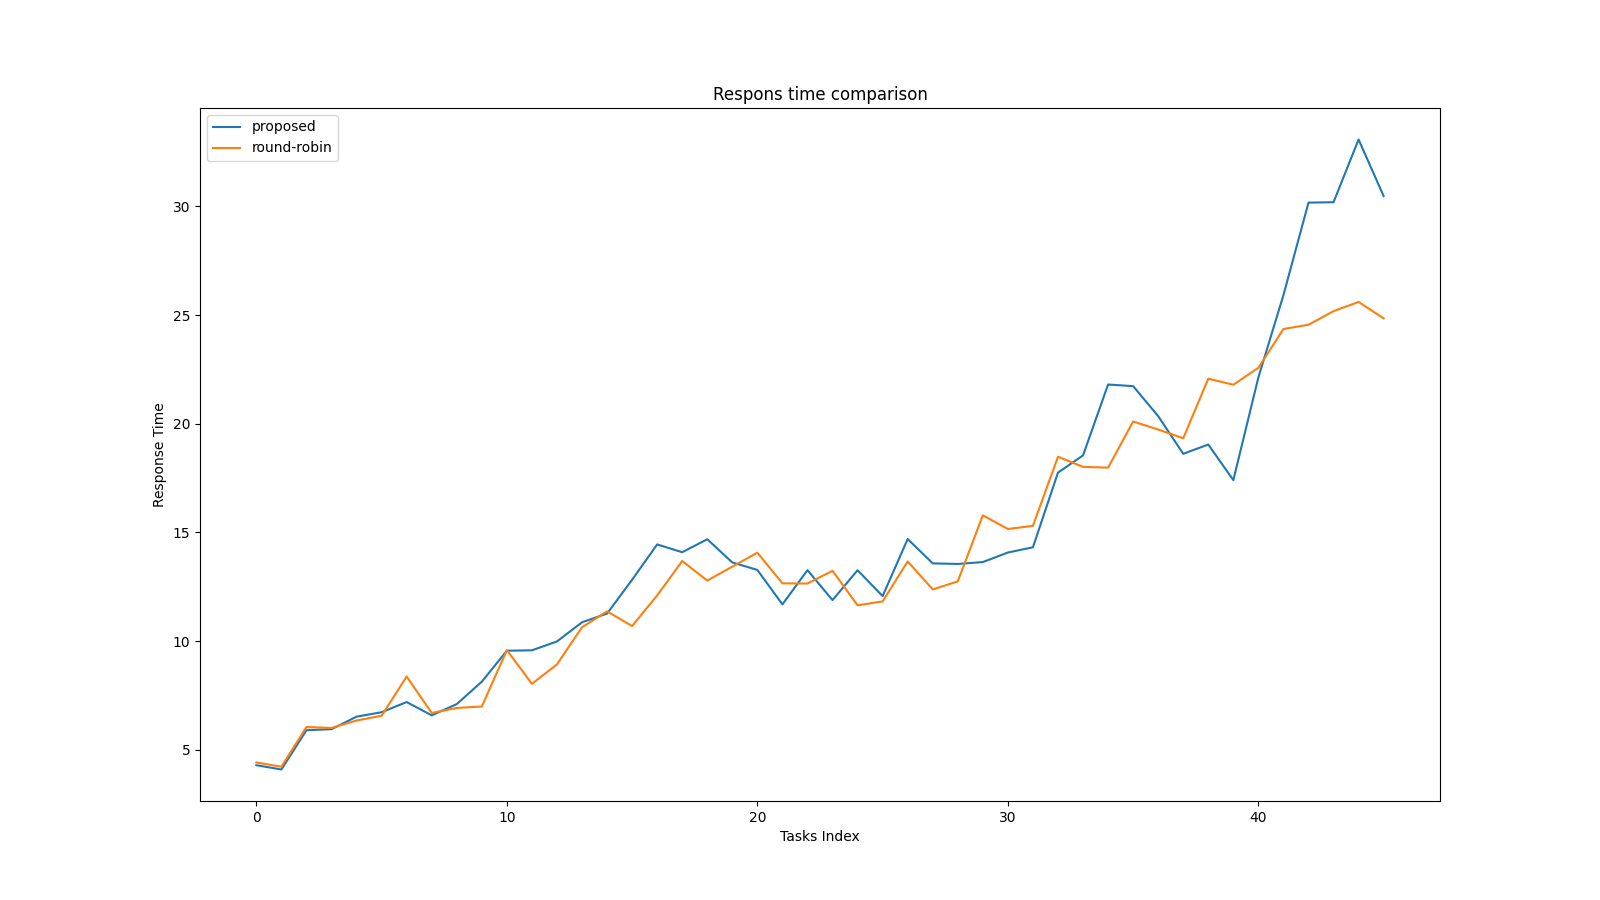 Respons time comparison
proposed
round-robin
Response Time
30
25
20
15
10
5
0 10 20 30 40
Tasks Index